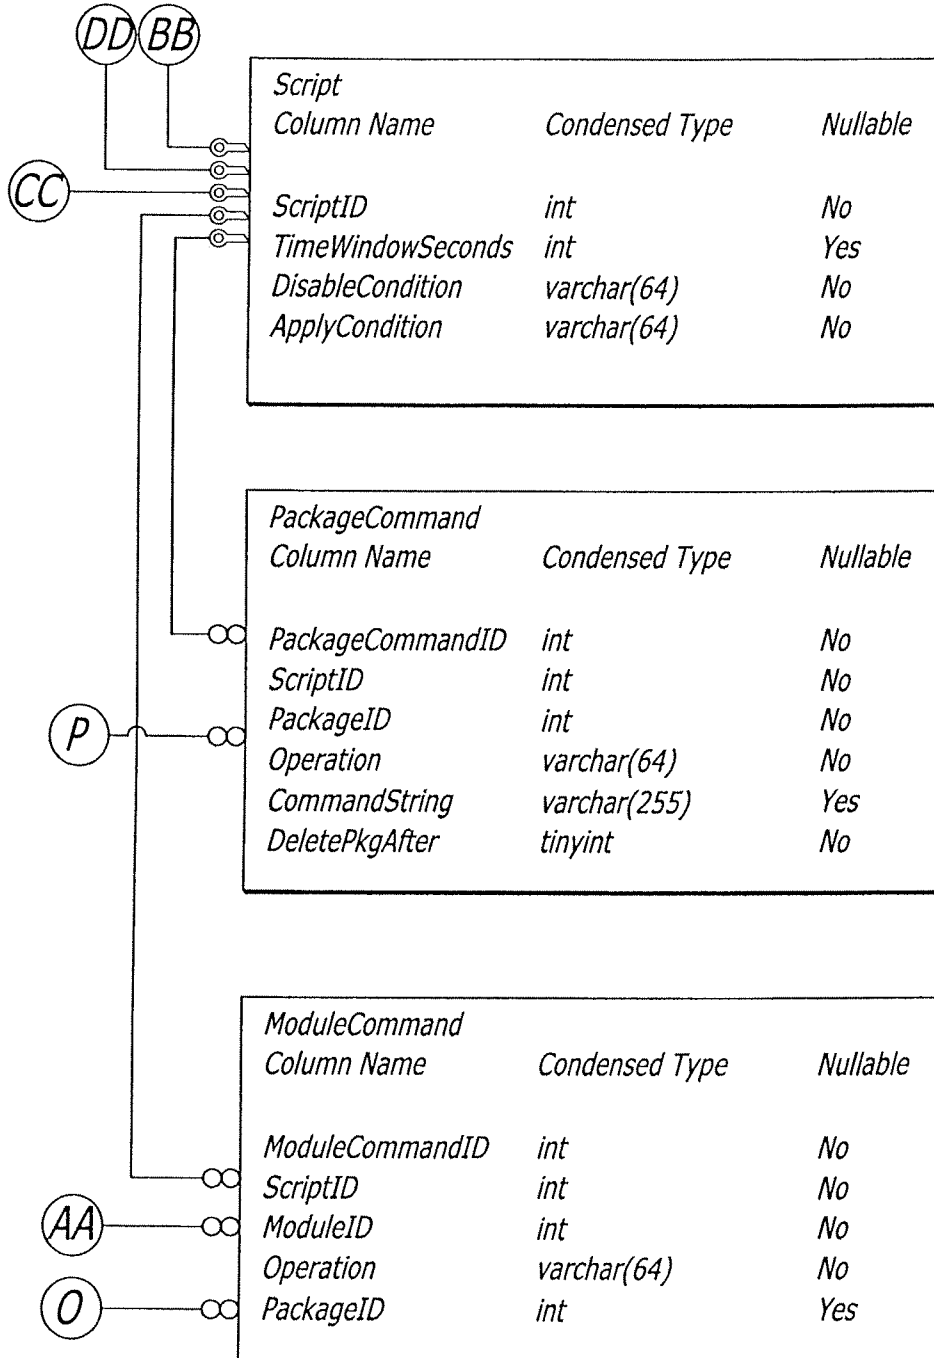 DD BB
Script
Column Name Condensed Type Nullable
CC
ScriptID int No
TimeWindowSeconds int Yes
DisableCondition varchar(64) No
ApplyCondition varchar(64) No
PackageCommand
Column Name Condensed Type Nullable
PackageCommandID int No
ScriptID int No
P
PackageID int No
Operation varchar(64) No
CommandString varchar(255) Yes
DeletePkgAfter tinyint No
ModuleCommand
Column Name Condensed Type Nullable
ModuleCommandID int No
ScriptID int No
AA
ModuleID int No
Operation varchar(64) No
O
PackageID int Yes